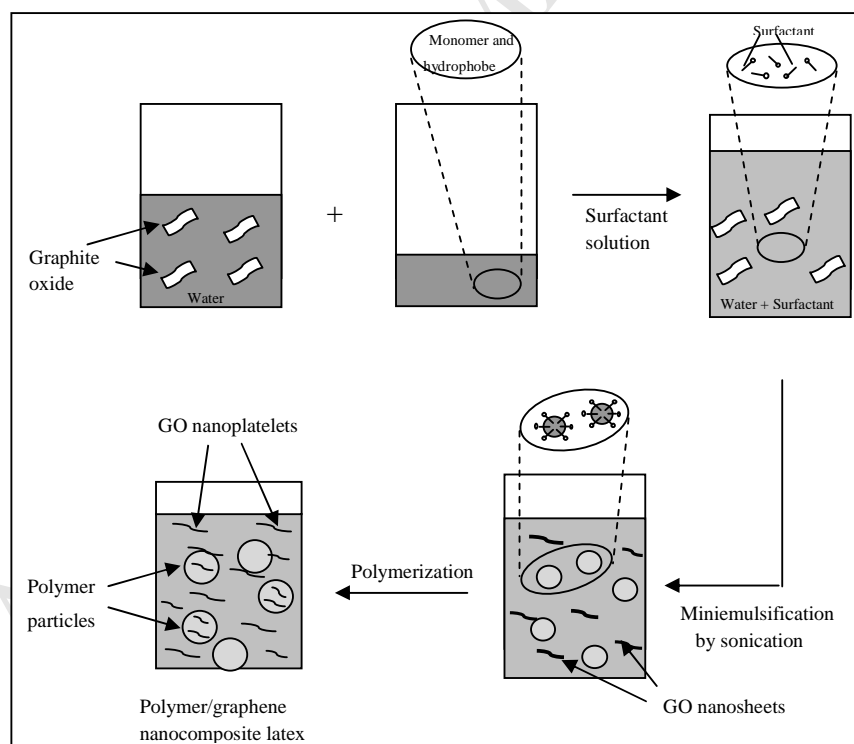 Monomer and
hydrophobe
Surfactant
+
Graphite
oxide
Water
Surfactant
solution
Water + Surfactant
GO nanoplatelets
Polymer
particles
Polymerization
Miniemulsification
by sonication
GO nanosheets
Polymer/graphene
nanocomposite latex